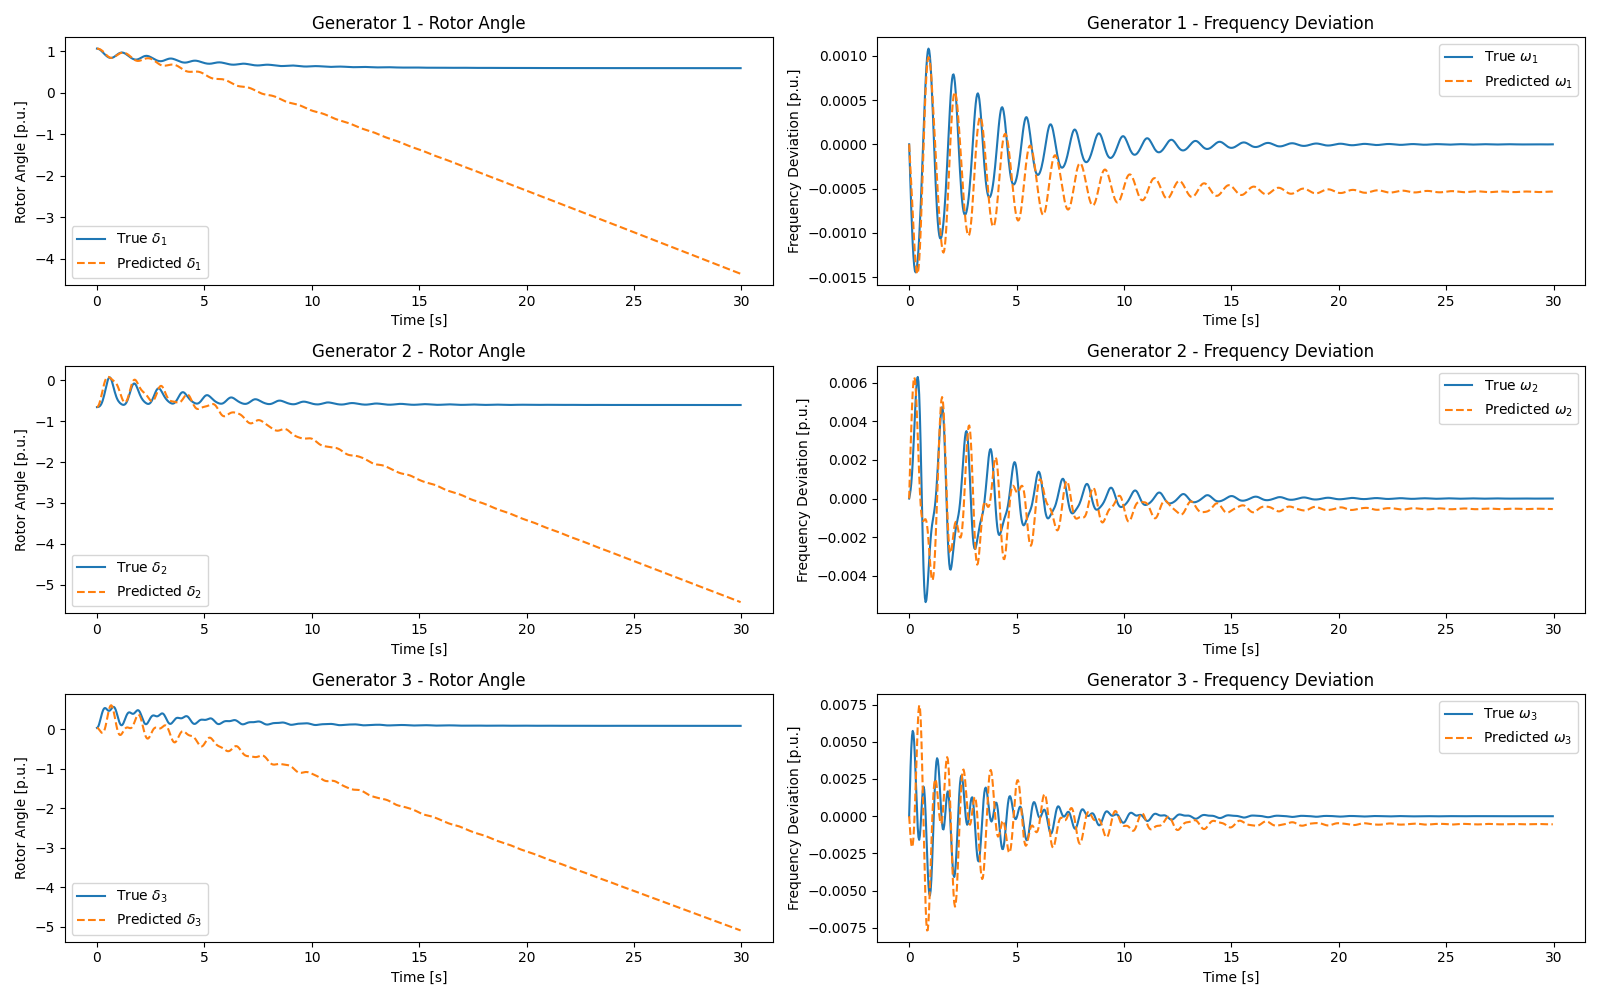 Generator 1 - Rotor Angle
Rotor Angle [p.u.]
1
0
−1
−2
−3
−4
True δ₁
Predicted δ₁
0 5 10 15 20 25 30
Time [s]
Generator 1 - Frequency Deviation
Frequency Deviation [p.u.]
0.0010
0.0005
0.0000
−0.0005
−0.0010
−0.0015
True ω₁
Predicted ω₁
0 5 10 15 20 25 30
Time [s]
Generator 2 - Rotor Angle
Rotor Angle [p.u.]
0
−1
−2
−3
−4
−5
True δ₂
Predicted δ₂
0 5 10 15 20 25 30
Time [s]
Generator 2 - Frequency Deviation
Frequency Deviation [p.u.]
0.006
0.004
0.002
0.000
−0.002
−0.004
True ω₂
Predicted ω₂
0 5 10 15 20 25 30
Time [s]
Generator 3 - Rotor Angle
Rotor Angle [p.u.]
0
−1
−2
−3
−4
−5
True δ₃
Predicted δ₃
0 5 10 15 20 25 30
Time [s]
Generator 3 - Frequency Deviation
Frequency Deviation [p.u.]
0.0075
0.0050
0.0025
0.0000
−0.0025
−0.0050
−0.0075
True ω₃
Predicted ω₃
0 5 10 15 20 25 30
Time [s]